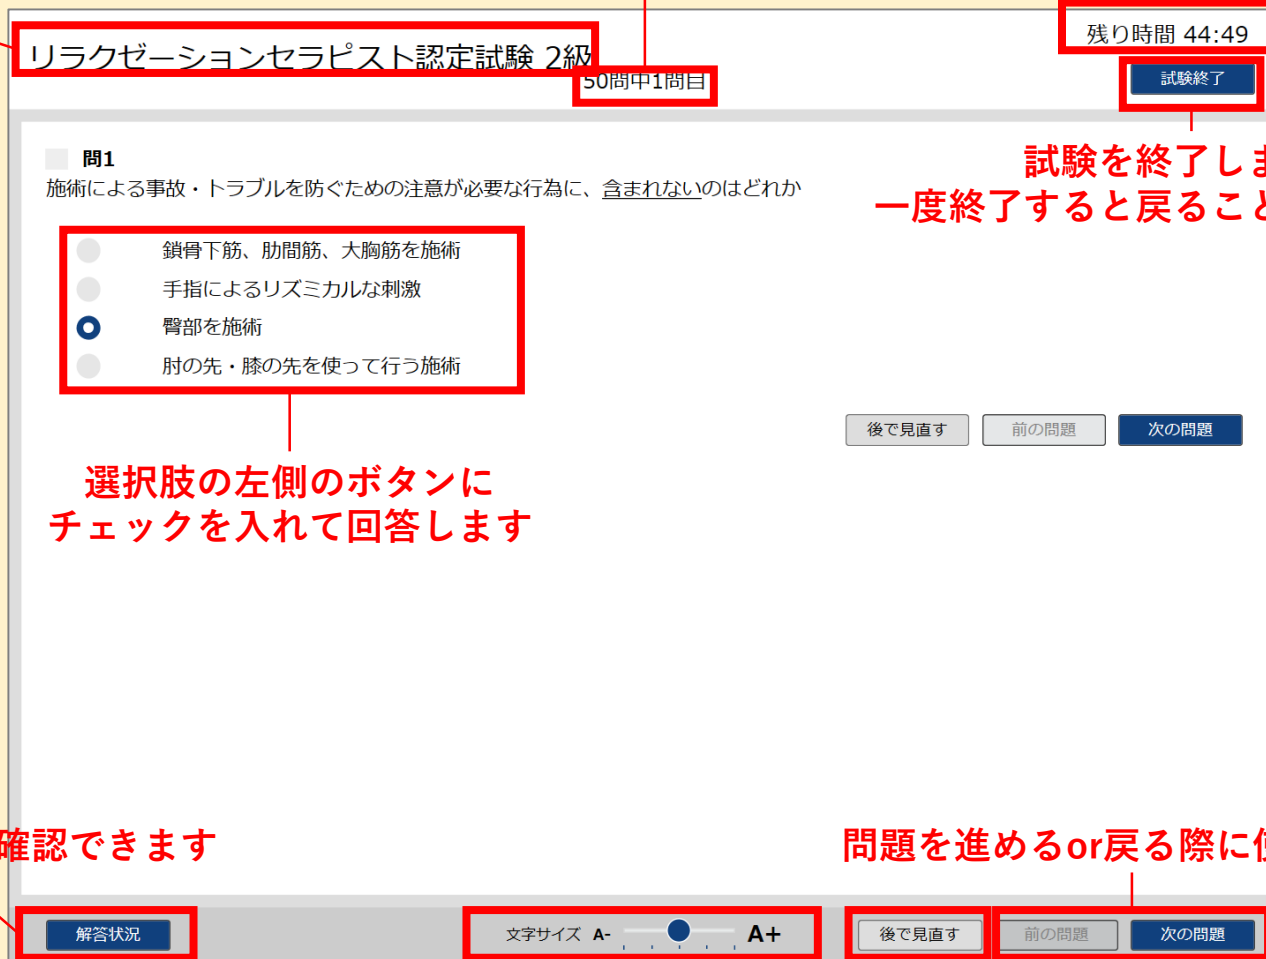 リラクゼーションセラピスト認定試験 2級
50問中1問目
残り時間 44:49
試験終了
試験を終了しま
一度終了すると戻ること
問1
施術による事故・トラブルを防ぐための注意が必要な行為に、含まれないのはどれか
鎖骨下筋、肋間筋、大胸筋を施術
手指によるリズミカルな刺激
臀部を施術
肘の先・膝の先を使って行う施術
後で見直す 前の問題 次の問題
選択肢の左側のボタンに
チェックを入れて回答します
確認できます
問題を進めるor戻る際に使
解答状況
文字サイズ A- A+
後で見直す 前の問題 次の問題